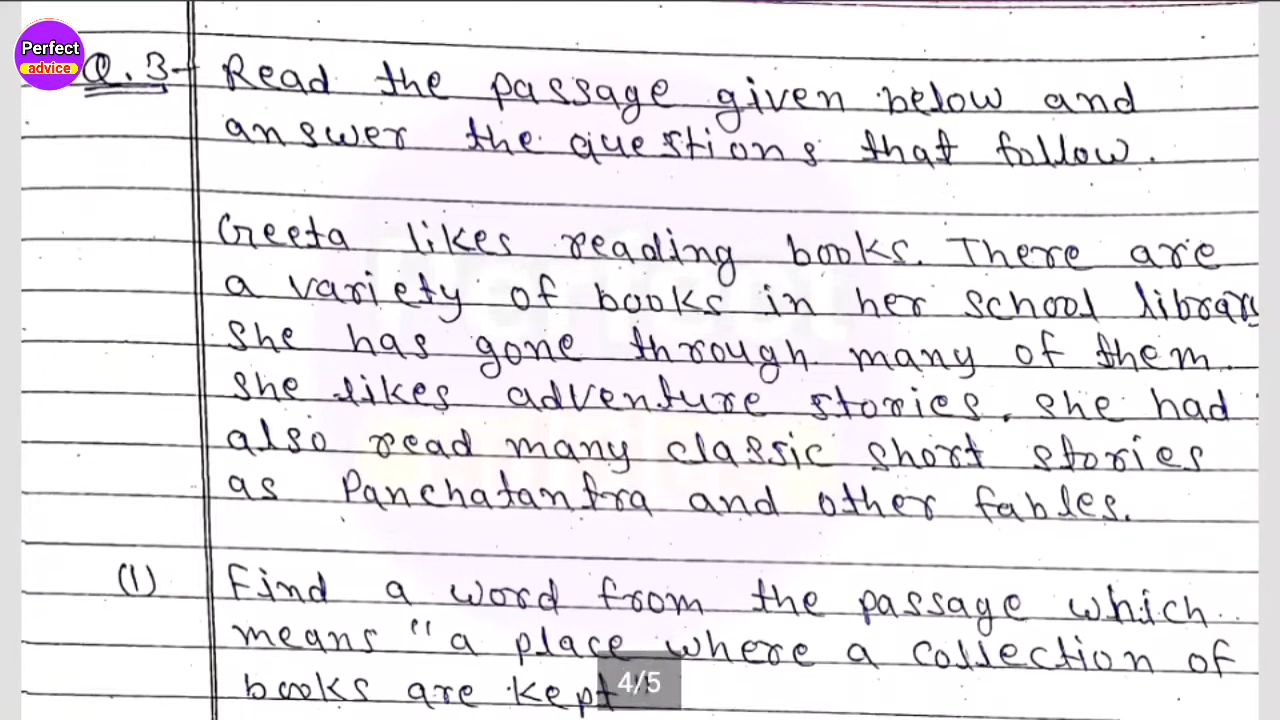 Perfect
advice
Q.3- Read the passage given below and
answer the questions that follow.
Geeta likes reading books. There are
a variety of books in her school library
She has gone through many of them.
She likes adventure stories. She had
also read many classic short stories
as Panchatantra and other fables.
(1) Find a word from the passage which
means "a place where a collection of
books are kept
4/5